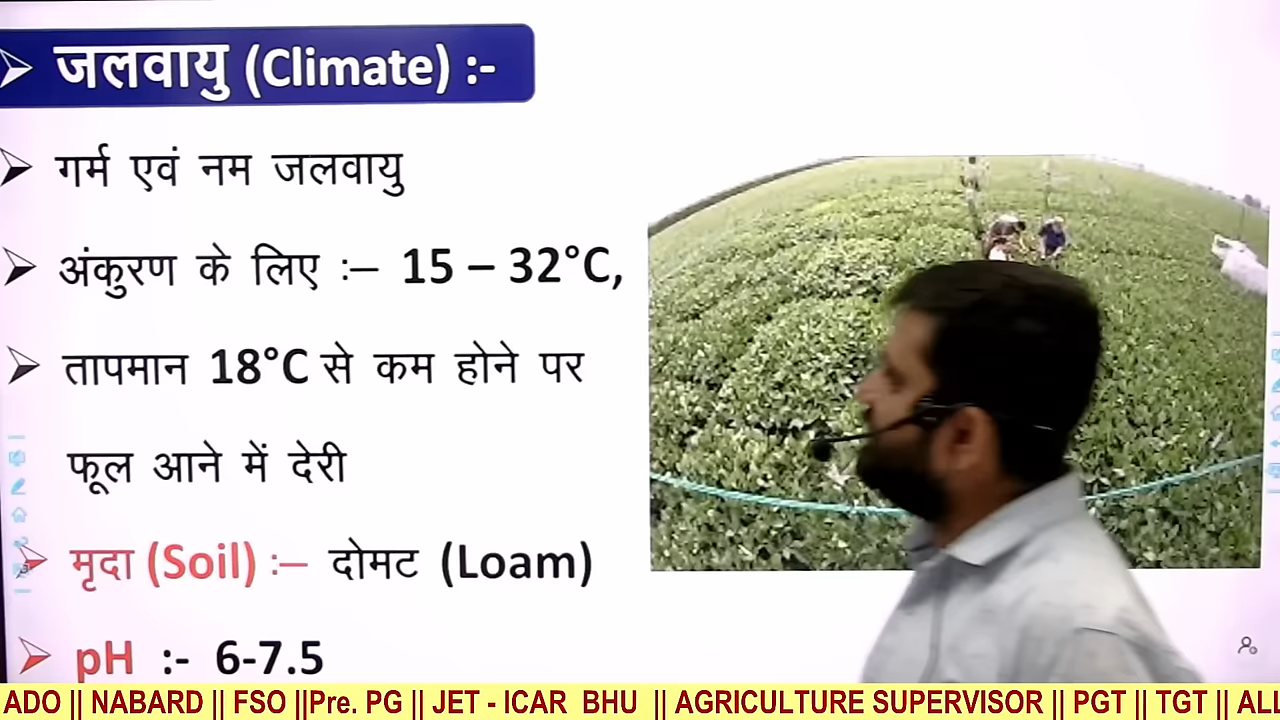 जलवायु (Climate) :-
गर्म एवं नम जलवायु
अंकुरण के लिए :– 15 – 32°C,
तापमान 18°C से कम होने पर
फूल आने में देरी
मृदा (Soil) :– दोमट (Loam)
pH :- 6-7.5
ADO || NABARD || FSO ||Pre. PG || JET - ICAR BHU || AGRICULTURE SUPERVISOR || PGT || TGT || ALL